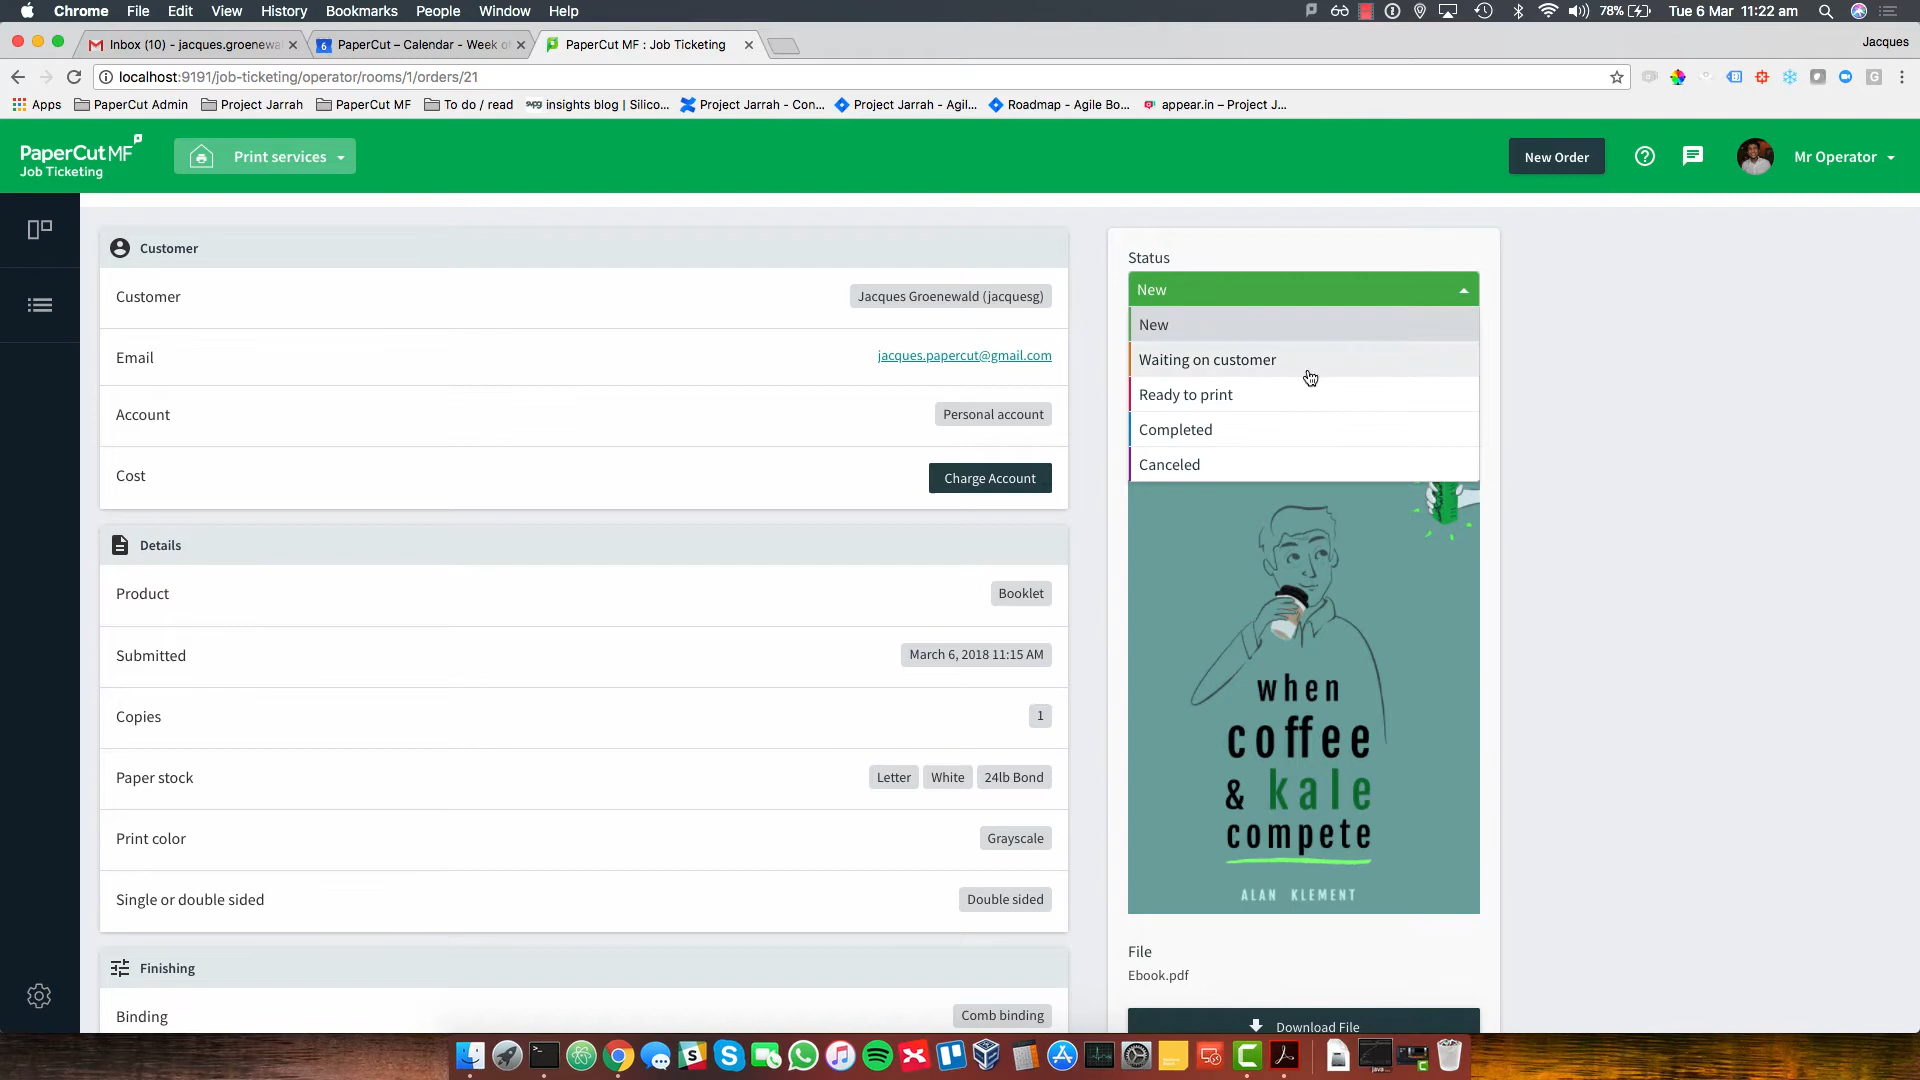 Chrome File Edit View History Bookmarks People Window Help 78% Tue 6 Mar 11:22 am
Inbox (10) - jacques.groenewal PaperCut – Calendar - Week of PaperCut MF : Job Ticketing Jacques
localhost:9191/job-ticketing/operator/rooms/1/orders/21
Apps PaperCut Admin Project Jarrah PaperCut MF To do / read insights blog | Silico... Project Jarrah - Con... Project Jarrah - Agil... Roadmap - Agile Bo... appear.in – Project J...
PaperCut MF
Job Ticketing
Print services
New Order
Mr Operator
Customer
Customer Jacques Groenewald (jacquesg)
Email jacques.papercut@gmail.com
Account Personal account
Cost Charge Account
Details
Product Booklet
Submitted March 6, 2018 11:15 AM
Copies 1
Paper stock Letter White 24lb Bond
Print color Grayscale
Single or double sided Double sided
Finishing
Binding Comb binding
Status
New
New
Waiting on customer
Ready to print
Completed
Canceled
when
coffee
& kale
compete
ALAN KLEMENT
File
Ebook.pdf
Download File